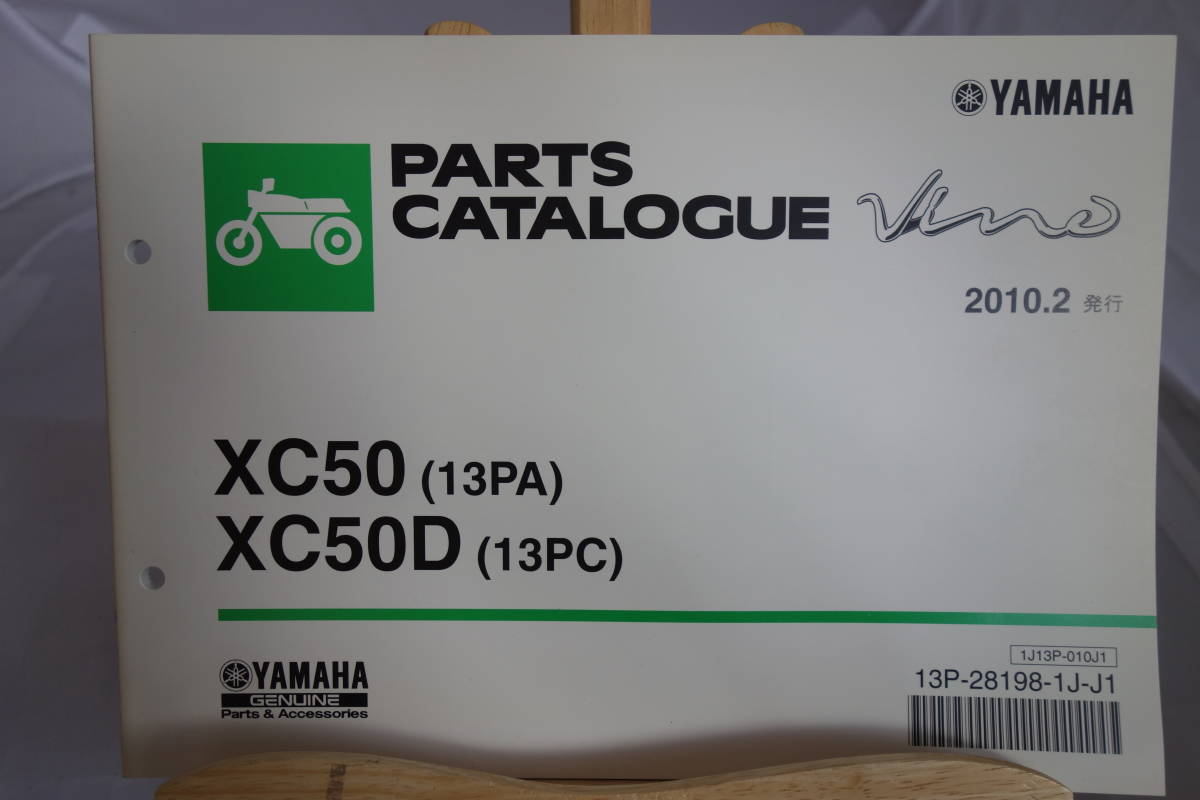 YAMAHA
PARTS
CATALOGUE
Vino
2010.2 発行
XC50 (13PA)
XC50D (13PC)
YAMAHA
GENUINE
Parts & Accessories
1J13P-010J1
13P-28198-1J-J1